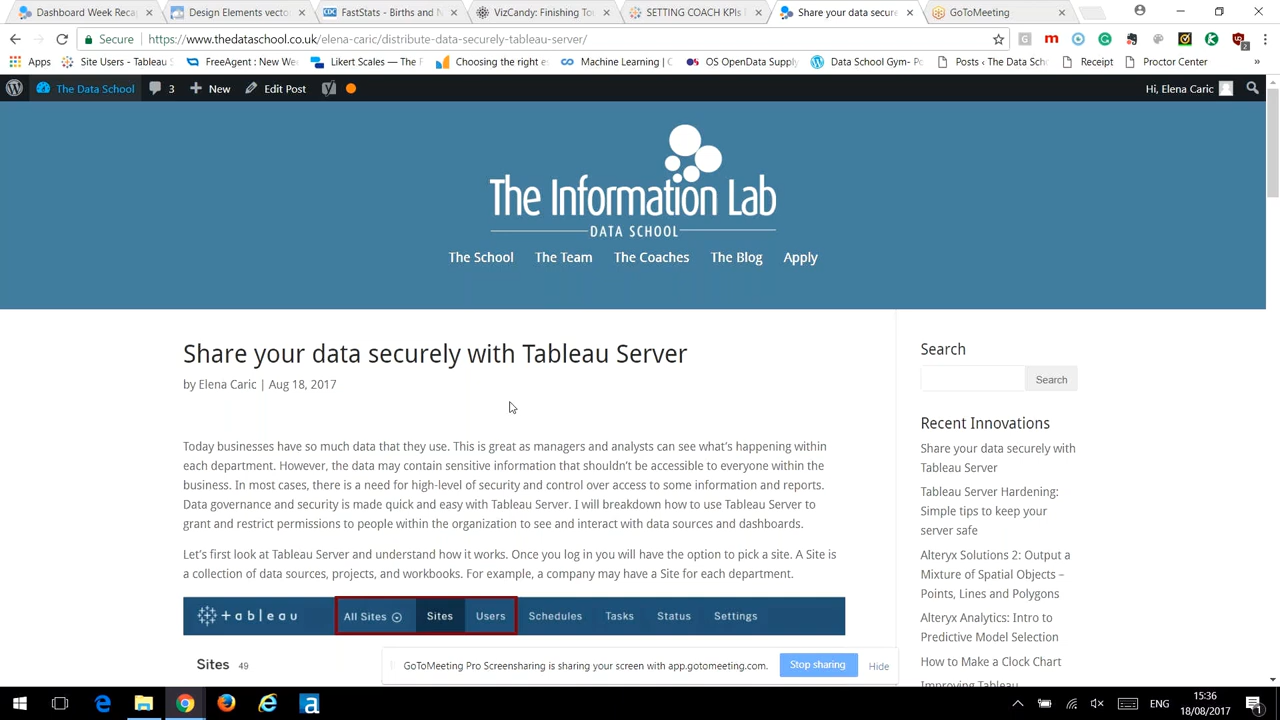 Dashboard Week Recap
Design Elements vector
FastStats - Births and N
VizCandy: Finishing Tou
SETTING COACH KPIs
Share your data secure
GoToMeeting
Secure
https://www.thedataschool.co.uk/elena-caric/distribute-data-securely-tableau-server/
Apps
Site Users - Tableau S
FreeAgent : New Wee
Likert Scales – The D
Choosing the right e
Machine Learning | C
OS OpenData Supply
Data School Gym- Po
Posts ‹ The Data Sch
Receipt
Proctor Center
»
The Data School
3
New
Edit Post
Hi, Elena Caric
The Information Lab
DATA SCHOOL
The School
The Team
The Coaches
The Blog
Apply
Share your data securely with Tableau Server
by Elena Caric | Aug 18, 2017
Today businesses have so much data that they use. This is great as managers and analysts can see what's happening within
each department. However, the data may contain sensitive information that shouldn't be accessible to everyone within the
business. In most cases, there is a need for high-level of security and control over access to some information and reports.
Data governance and security is made quick and easy with Tableau Server. I will breakdown how to use Tableau Server to
grant and restrict permissions to people within the organization to see and interact with data sources and dashboards.
Let's first look at Tableau Server and understand how it works. Once you log in you will have the option to pick a site. A Site is
a collection of data sources, projects, and workbooks. For example, a company may have a Site for each department.
+ a b l e a u
All Sites
Sites
Users
Schedules
Tasks
Status
Settings
Sites 49
Search
Search
Recent Innovations
Share your data securely with
Tableau Server
Tableau Server Hardening:
Simple tips to keep your
server safe
Alteryx Solutions 2: Output a
Mixture of Spatial Objects –
Points, Lines and Polygons
Alteryx Analytics: Intro to
Predictive Model Selection
How to Make a Clock Chart
Improving Tableau
GoToMeeting Pro Screensharing is sharing your screen with app.gotomeeting.com.
Stop sharing
Hide
ENG
15:36
18/08/2017